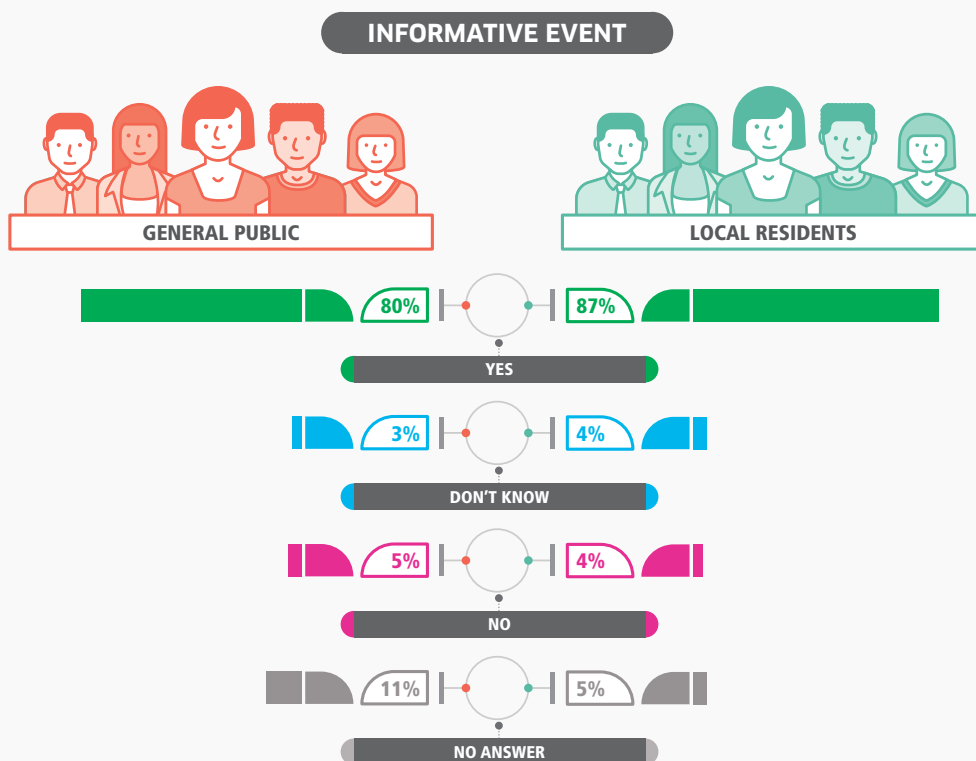 INFORMATIVE EVENT
GENERAL PUBLIC
LOCAL RESIDENTS
80%
87%
YES
3%
4%
DON'T KNOW
5%
4%
NO
11%
5%
NO ANSWER